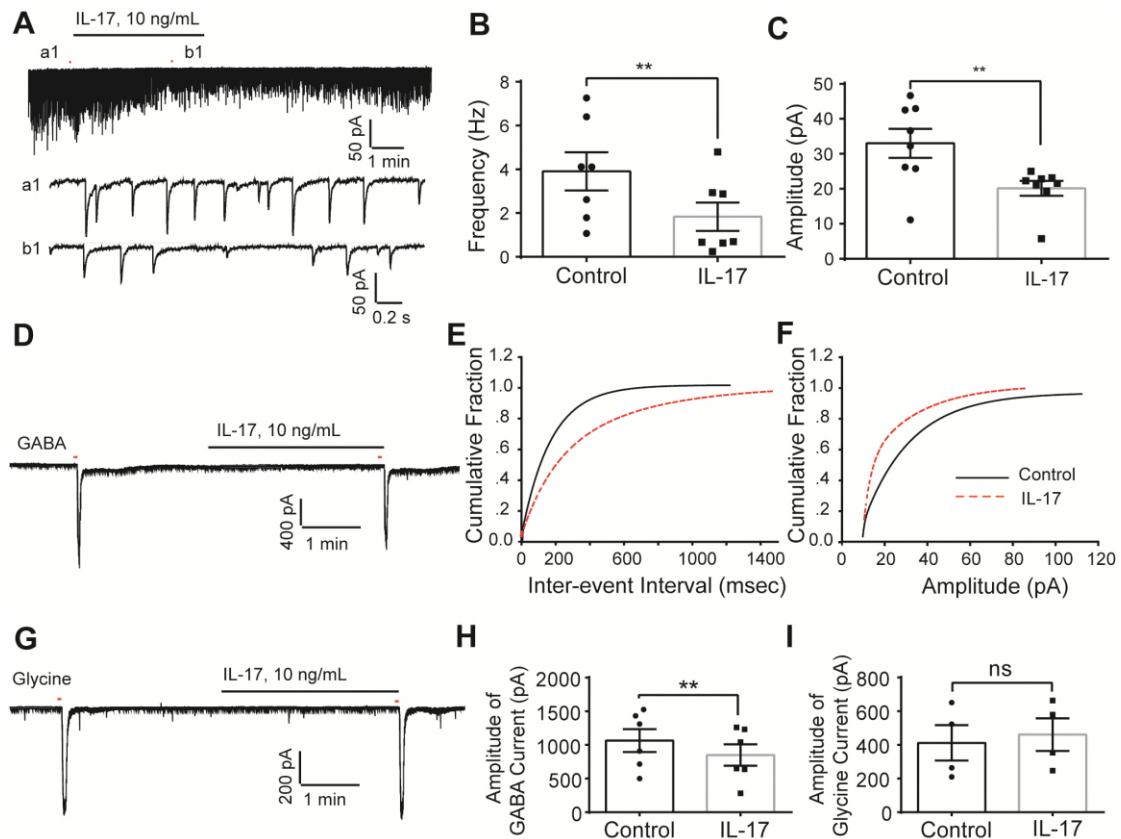 A
IL-17, 10 ng/mL
a1
b1
50 pA
1 min
a1
b1
50 pA
0.2 s
B
**
Frequency (Hz)
8
6
4
2
0
Control
IL-17
C
**
Amplitude (pA)
50
40
30
20
10
0
Control
IL-17
D
GABA
IL-17, 10 ng/mL
400 pA
1 min
E
Cumulative Fraction
1.2
1.0
.8
.6
.4
.2
0.0
0
200
600
1000
1400
Inter-event Interval (msec)
F
Cumulative Fraction
1.2
1.0
.8
.6
.4
.2
0.0
Control
IL-17
0
20
40
60
80
100
120
Amplitude (pA)
G
Glycine
IL-17, 10 ng/mL
200 pA
1 min
H
Amplitude of
GABA Current (pA)
2000
1500
1000
500
0
**
Control
IL-17
I
Amplitude of
Glycine Current (pA)
800
600
400
200
0
ns
Control
IL-17